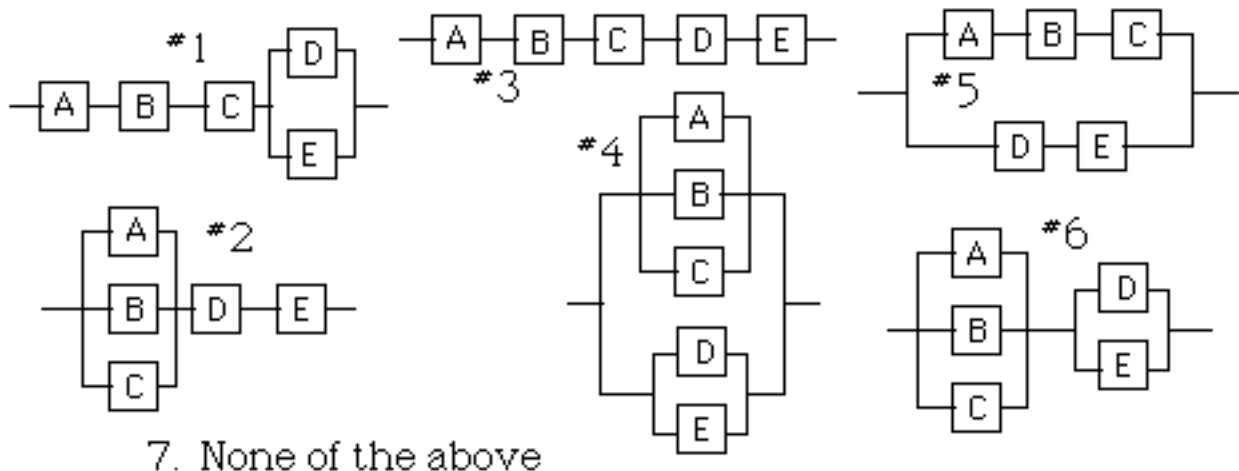 #1
A B C D E
#3
A B C D E
#5
A B C
D E
#2
A
B D E
C
#4
A
B
C
D
E
#6
A
B
C
D
E
7. None of the above